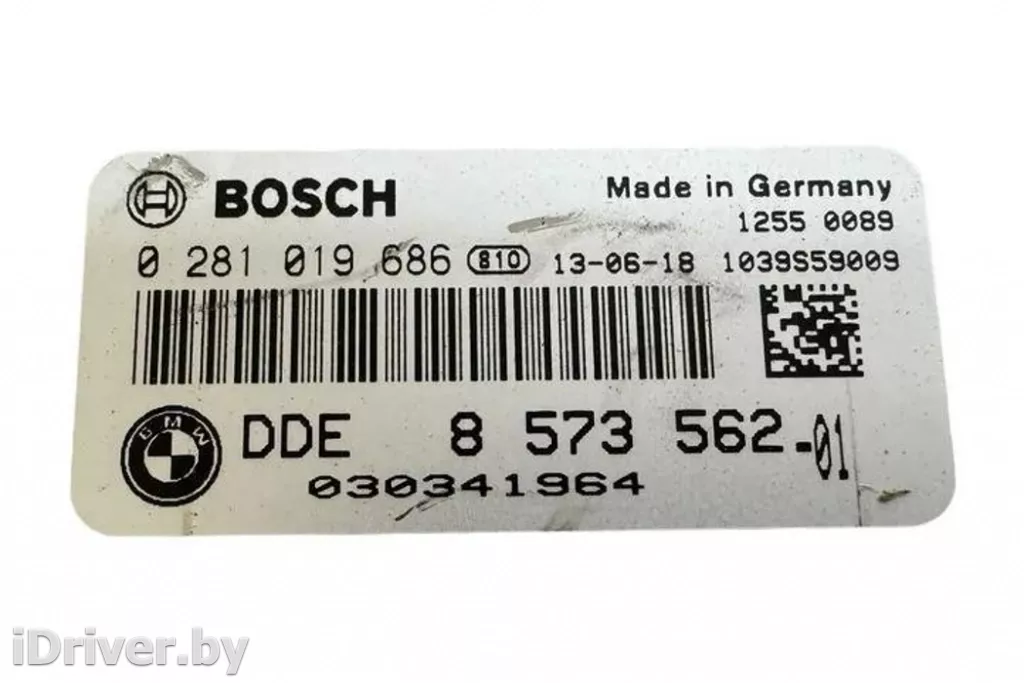 BOSCH Made in Germany
1255 0089
0 281 019 686 810 13-06-18 1039S59009
BMW DDE 8 573 562-01
030341964
iDriver.by